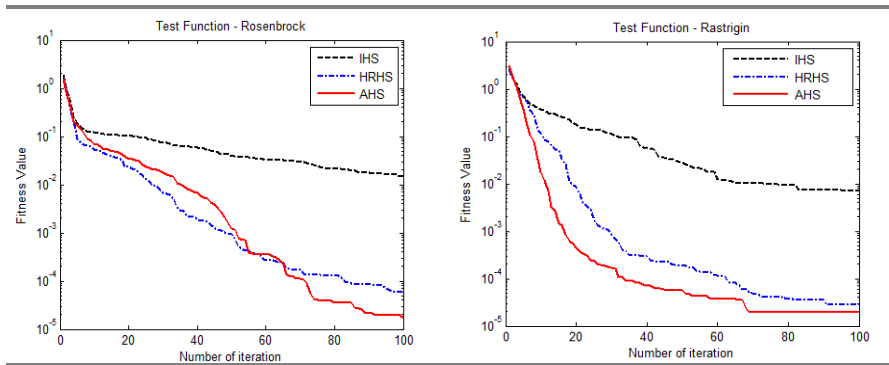 Test Function - Rosenbrock
10^1
10^0
10^-1
10^-2
10^-3
10^-4
10^-5
Fitness Value
0 20 40 60 80 100
Number of iteration
IHS
HRHS
AHS
Test Function - Rastrigin
10^1
10^0
10^-1
10^-2
10^-3
10^-4
10^-5
Fitness Value
0 20 40 60 80 100
Number of iteration
IHS
HRHS
AHS